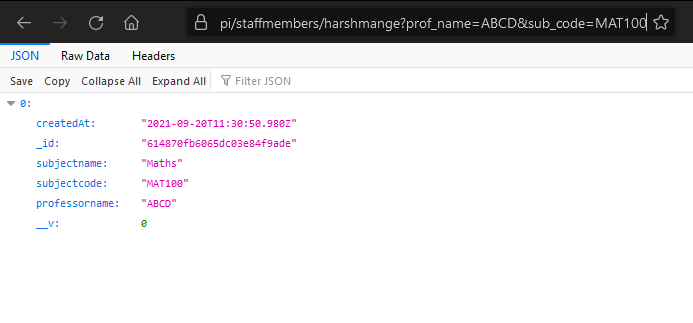 pi/staffmembers/harshmange?prof_name=ABCD&sub_code=MAT100
JSON Raw Data Headers
Save Copy Collapse All Expand All Filter JSON
0:
createdAt: "2021-09-20T11:30:50.980Z"
_id: "614870fb6065dc03e84f9ade"
subjectname: "Maths"
subjectcode: "MAT100"
professorname: "ABCD"
__v: 0